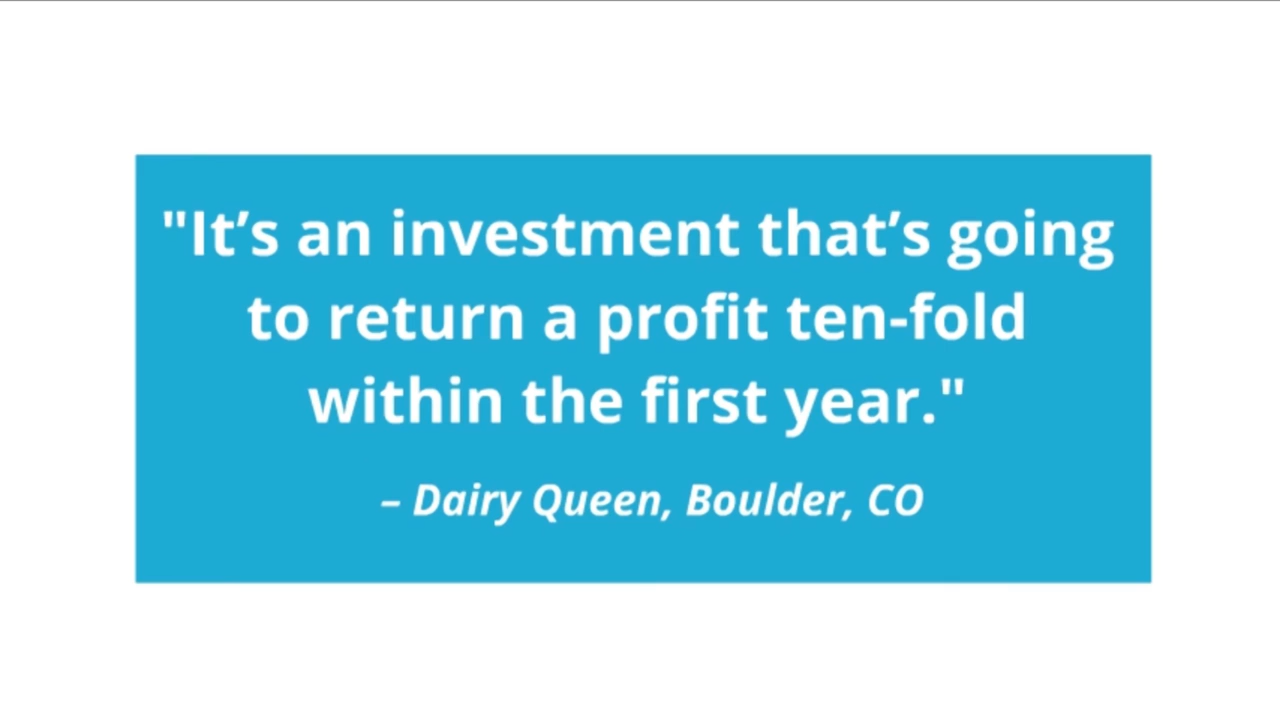 "It’s an investment that’s going
to return a profit ten-fold
within the first year."
– Dairy Queen, Boulder, CO